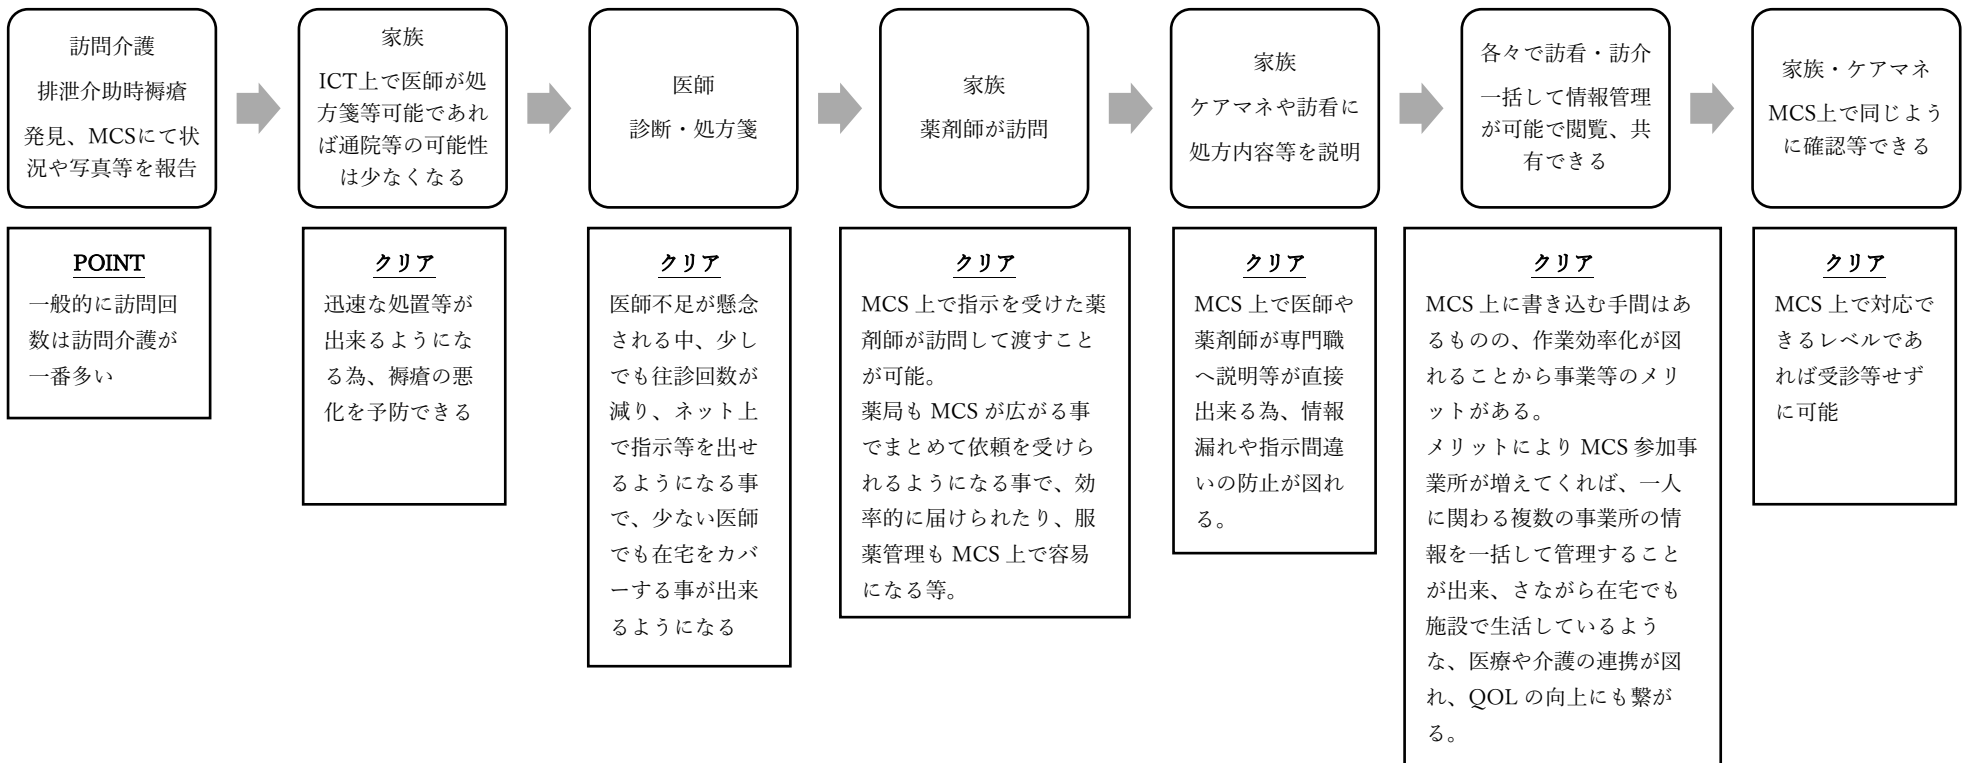 訪問介護
排泄介助時褥瘡
発見、MCSにて状
況や写真等を報告
家族
ICT上で医師が処
方箋等可能であれ
ば通院等の可能性
は少なくなる
医師
診断・処方箋
家族
薬剤師が訪問
家族
ケアマネや訪看に
処方内容等を説明
各々で訪看・訪介
一括して情報管理
が可能で閲覧、共
有できる
家族・ケアマネ
MCS上で同じよう
に確認等できる
POINT
一般的に訪問回
数は訪問介護が
一番多い
クリア
迅速な処置等が
出来るようにな
る為、褥瘡の悪
化を予防できる
クリア
医師不足が懸念
される中、少し
でも往診回数が
減り、ネット上
で指示等を出せ
るようになる事
で、少ない医師
でも在宅をカバ
ーする事が出来
るようになる
クリア
MCS 上で指示を受けた薬
剤師が訪問して渡すこと
が可能。
薬局も MCS が広がる事
でまとめて依頼を受けら
れるようになる事で、効
率的に届けられたり、服
薬管理も MCS 上で容易
になる等。
クリア
MCS 上で医師や
薬剤師が専門職
へ説明等が直接
出来る為、情報
漏れや指示間違
いの防止が図れ
る。
クリア
MCS 上に書き込む手間はあ
るものの、作業効率化が図
れることから事業等のメリ
ットがある。
メリットにより MCS 参加事
業所が増えてくれば、一人
に関わる複数の事業所の情
報を一括して管理すること
が出来、さながら在宅でも
施設で生活しているよう
な、医療や介護の連携が図
れ、QOL の向上にも繋が
る。
クリア
MCS 上で対応で
きるレベルであ
れば受診等せず
に可能